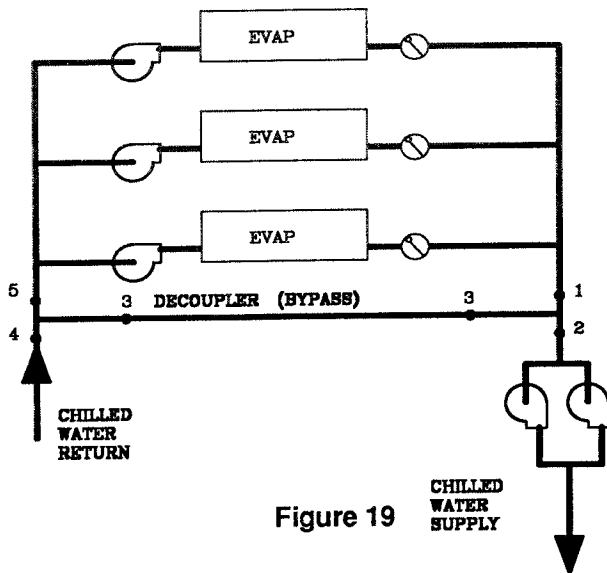 EVAP
EVAP
EVAP
5
3 DECOUPLER (BYPASS) 3
1
4
2
CHILLED
WATER
RETURN
Figure 19
CHILLED
WATER
SUPPLY